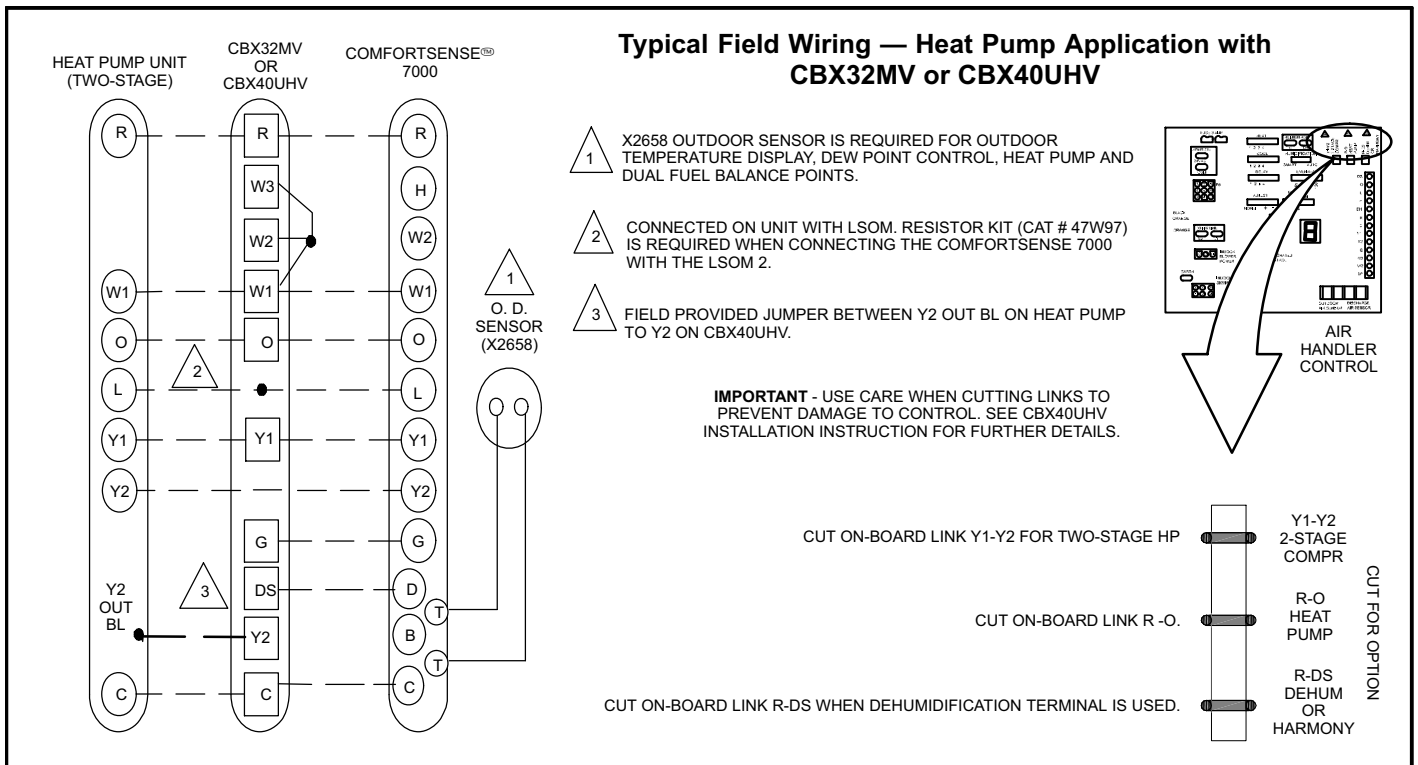 Typical Field Wiring — Heat Pump Application with
CBX32MV or CBX40UHV
HEAT PUMP UNIT
(TWO-STAGE)
CBX32MV
OR
CBX40UHV
COMFORTSENSE™
7000
R
R
R
W3
H
W2
W2
W1
W1
W1
O
O
O
2
L
L
Y1
Y1
Y1
Y2
Y2
G
G
3
DS
D
T
Y2
OUT
BL
Y2
B
T
C
C
C
1
O. D.
SENSOR
(X2658)
1
X2658 OUTDOOR SENSOR IS REQUIRED FOR OUTDOOR
TEMPERATURE DISPLAY, DEW POINT CONTROL, HEAT PUMP AND
DUAL FUEL BALANCE POINTS.
2
CONNECTED ON UNIT WITH LSOM. RESISTOR KIT (CAT # 47W97)
IS REQUIRED WHEN CONNECTING THE COMFORTSENSE 7000
WITH THE LSOM 2.
3
FIELD PROVIDED JUMPER BETWEEN Y2 OUT BL ON HEAT PUMP
TO Y2 ON CBX40UHV.
IMPORTANT - USE CARE WHEN CUTTING LINKS TO
PREVENT DAMAGE TO CONTROL. SEE CBX40UHV
INSTALLATION INSTRUCTION FOR FURTHER DETAILS.
AIR
HANDLER
CONTROL
CUT ON-BOARD LINK Y1-Y2 FOR TWO-STAGE HP
Y1-Y2
2-STAGE
COMPR
CUT ON-BOARD LINK R -O.
R-O
HEAT
PUMP
CUT ON-BOARD LINK R-DS WHEN DEHUMIDIFICATION TERMINAL IS USED.
R-DS
DEHUM
OR
HARMONY
CUT FOR OPTION